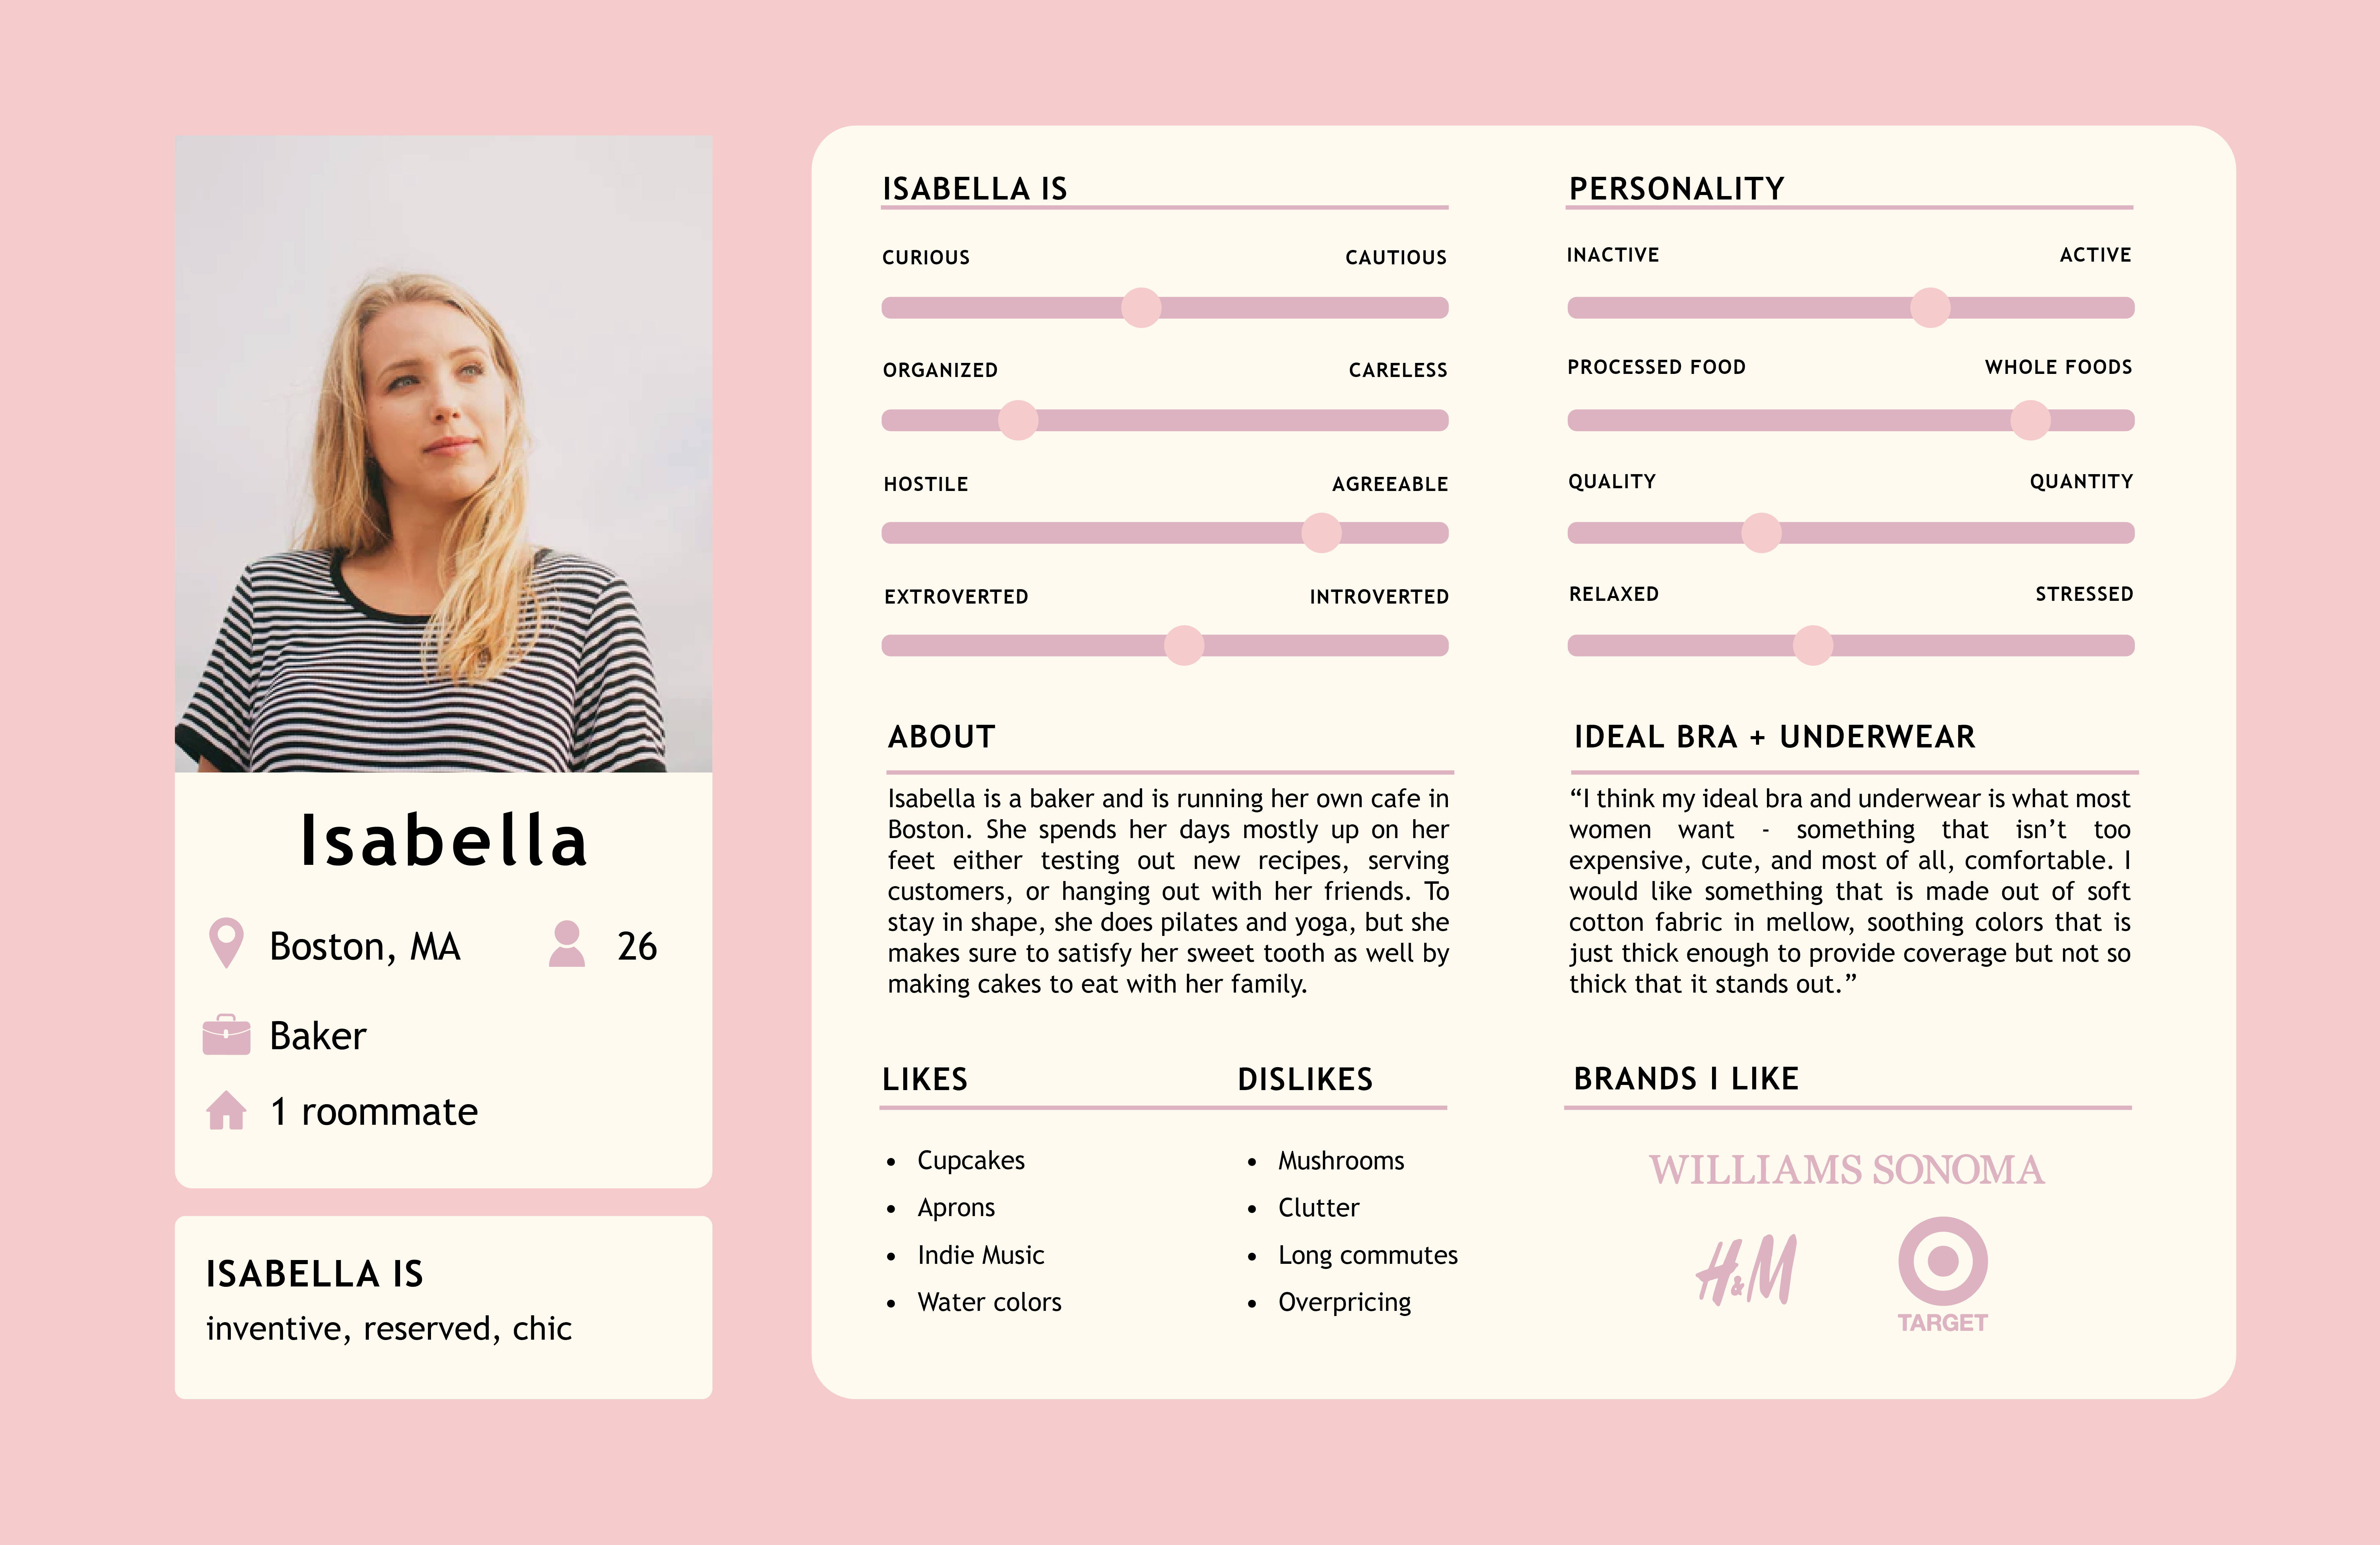 Isabella
Boston, MA
26
Baker
1 roommate
ISABELLA IS
inventive, reserved, chic
ISABELLA IS
CURIOUS CAUTIOUS
ORGANIZED CARELESS
HOSTILE AGREEABLE
EXTROVERTED INTROVERTED
PERSONALITY
INACTIVE ACTIVE
PROCESSED FOOD WHOLE FOODS
QUALITY QUANTITY
RELAXED STRESSED
ABOUT
Isabella is a baker and is running her own cafe in
Boston. She spends her days mostly up on her
feet either testing out new recipes, serving
customers, or hanging out with her friends. To
stay in shape, she does pilates and yoga, but she
makes sure to satisfy her sweet tooth as well by
making cakes to eat with her family.
IDEAL BRA + UNDERWEAR
“I think my ideal bra and underwear is what most
women want - something that isn’t too
expensive, cute, and most of all, comfortable. I
would like something that is made out of soft
cotton fabric in mellow, soothing colors that is
just thick enough to provide coverage but not so
thick that it stands out.”
LIKES
• Cupcakes
• Aprons
• Indie Music
• Water colors
DISLIKES
• Mushrooms
• Clutter
• Long commutes
• Overpricing
BRANDS I LIKE
WILLIAMS SONOMA
H&M
TARGET